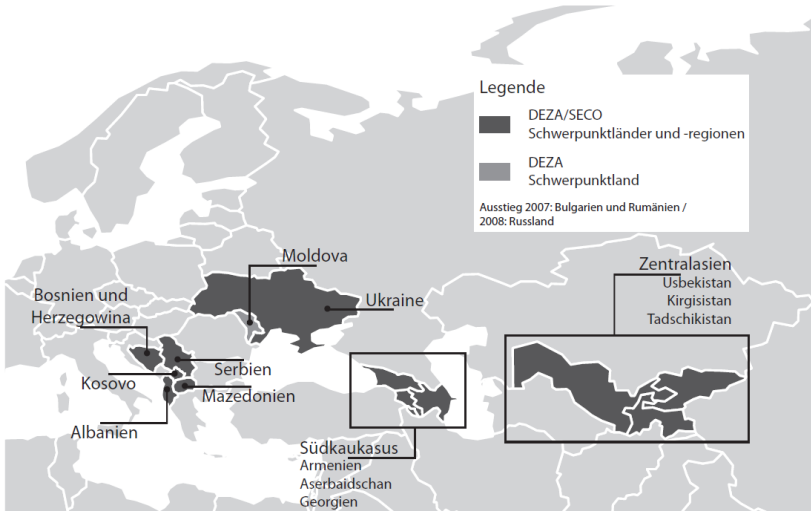 Legende
DEZA/SECO
Schwerpunktländer und -regionen
DEZA
Schwerpunktland
Ausstieg 2007: Bulgarien und Rumänien /
2008: Russland
Moldova
Zentralasien
Usbekistan
Kirgisistan
Tadschikistan
Bosnien und
Herzegowina
Ukraine
Serbien
Kosovo
Mazedonien
Albanien
Südkaukasus
Armenien
Aserbaidschan
Georgien